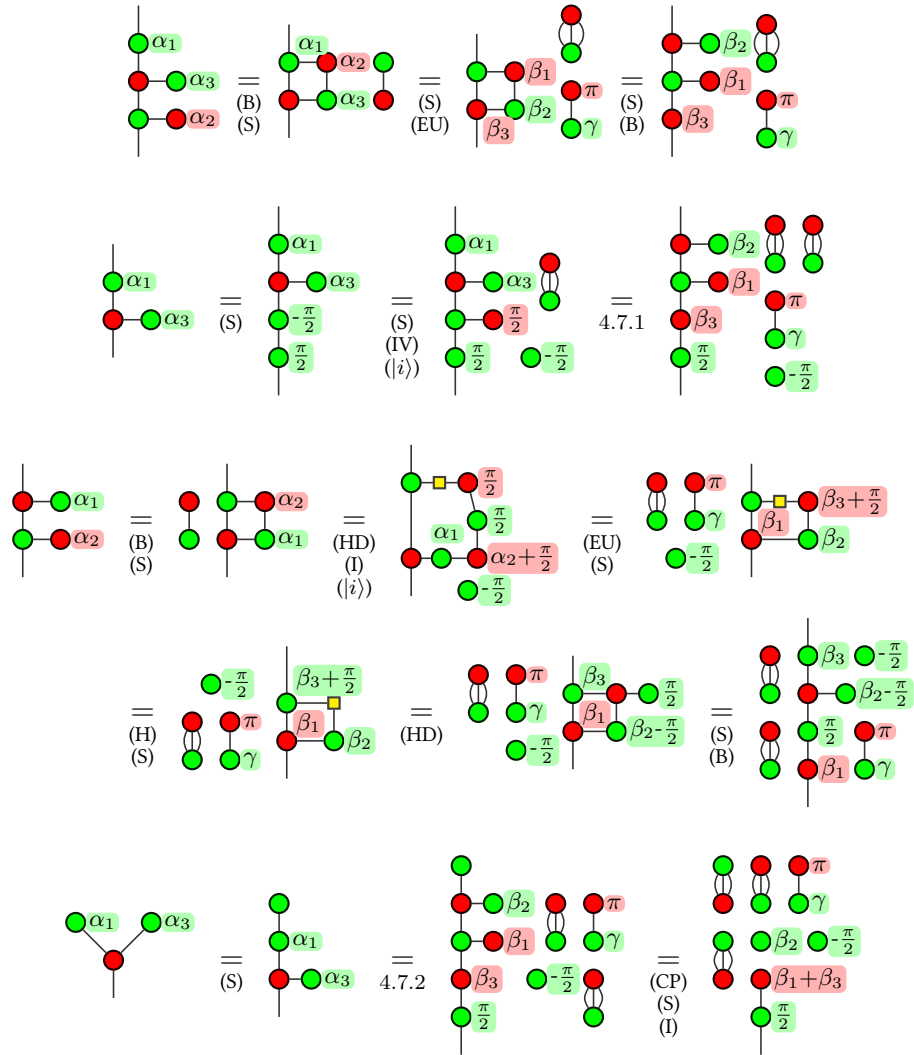 α₁ α₁ α₂ β₁ π β₂
α₃ = α₃ = β₂ = β₁ π
α₂ (B) β₃ γ (S) β₃ γ
(S) (S) (B)
(EU)
α₁ α₁ β₂
α₁ α₃ α₃ β₁ π
α₃ = -π/2 = π/2 = β₃ γ
(S) π/2 (S) π/2 -π/2 4.7.1 π/2 -π/2
(IV)
(|i⟩)
α₁ α₂ π/2 π β₃+π/2
= = π/2 = γ β₁
α₂ (B) α₁ (HD) α₁ α₂+π/2 (EU) -π/2 β₂
(S) (I) -π/2 (S)
(|i⟩)
-π/2 β₃+π/2 π β₃ π/2 β₃ -π/2
= π β₁ = γ β₁ = β₂-π/2
(H) γ β₂ (HD) -π/2 β₂-π/2 (S) π/2 π
(S) (B) β₁ γ
α₁ α₃ β₂ π π
α₁ β₁ γ γ
= = β₃ -π/2 = β₂ -π/2
(S) α₃ 4.7.2 π/2 (CP) β₁+β₃
(S) π/2
(I)